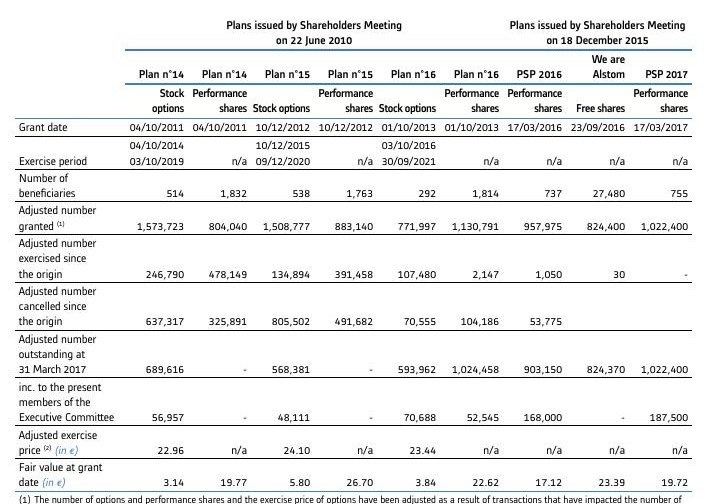 Plans issued by Shareholders Meeting Plans issued by Shareholders Meeting
on 22 June 2010 on 18 December 2015
We are
Plan n°14 Plan n°14 Plan n°15 Plan n°15 Plan n°16 Plan n°16 PSP 2016 Alstom PSP 2017
Stock Performance Performance Performance Performance Performance
options shares Stock options shares Stock options shares shares Free shares shares
Grant date 04/10/2011 04/10/2011 10/12/2012 10/12/2012 01/10/2013 01/10/2013 17/03/2016 23/09/2016 17/03/2017
04/10/2014 10/12/2015 03/10/2016
Exercise period 03/10/2019 n/a 09/12/2020 n/a 30/09/2021 n/a n/a n/a n/a
Number of
beneficiaries 514 1,832 538 1,763 292 1,814 737 27,480 755
Adjusted number
granted (1) 1,573,723 804,040 1,508,777 883,140 771,997 1,130,791 957,975 824,400 1,022,400
Adjusted number
exercised since
the origin 246,790 478,149 134,894 391,458 107,480 2,147 1,050 30 -
Adjusted number
cancelled since
the origin 637,317 325,891 805,502 491,682 70,555 104,186 53,775
Adjusted number
outstanding at
31 March 2017 689,616 - 568,381 - 593,962 1,024,458 903,150 824,370 1,022,400
inc. to the present
members of the
Executive Committee 56,957 - 48,111 - 70,688 52,545 168,000 - 187,500
Adjusted exercise
price (2) (in €) 22.96 n/a 24.10 n/a 23.44 n/a n/a n/a n/a
Fair value at grant
date (in €) 3.14 19.77 5.80 26.70 3.84 22.62 17.12 23.39 19.72
(1) The number of options and performance shares and the exercise price of options have been adjusted as a result of transactions that have impacted the number of